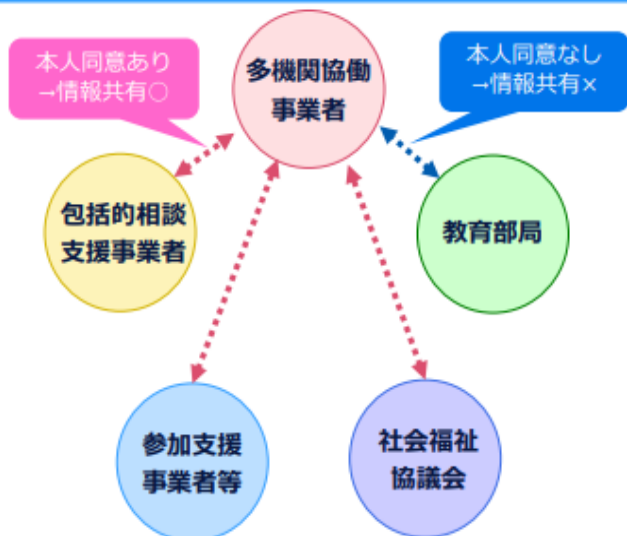 本人同意あり
→情報共有○
多機関協働
事業者
本人同意なし
→情報共有×
包括的相談
支援事業者
教育部局
参加支援
事業者等
社会福祉
協議会